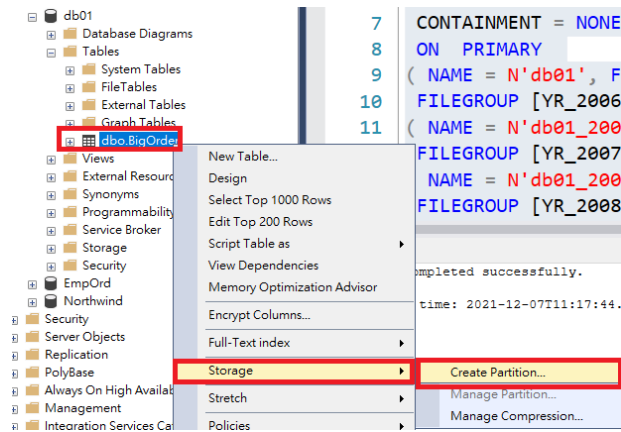 db01
Database Diagrams
Tables
System Tables
FileTables
External Tables
Graph Tables
dbo.BigOrder
Views
External Resourc
Synonyms
Programmability
Service Broker
Storage
Security
EmpOrd
Northwind
Security
Server Objects
Replication
PolyBase
Always On High Availab
Management
Integration Services Cat
New Table...
Design
Select Top 1000 Rows
Edit Top 200 Rows
Script Table as
View Dependencies
Memory Optimization Advisor
Encrypt Columns...
Full-Text index
Storage
Stretch
Policies
Create Partition...
Manage Partition...
Manage Compression...
7 CONTAINMENT = NONE
8 ON PRIMARY
9 ( NAME = N'db01', F
10 FILEGROUP [YR_2006
11 ( NAME = N'db01_200
FILEGROUP [YR_2007
NAME = N'db01_200
FILEGROUP [YR_2008
ompleted successfully.
time: 2021-12-07T11:17:44.